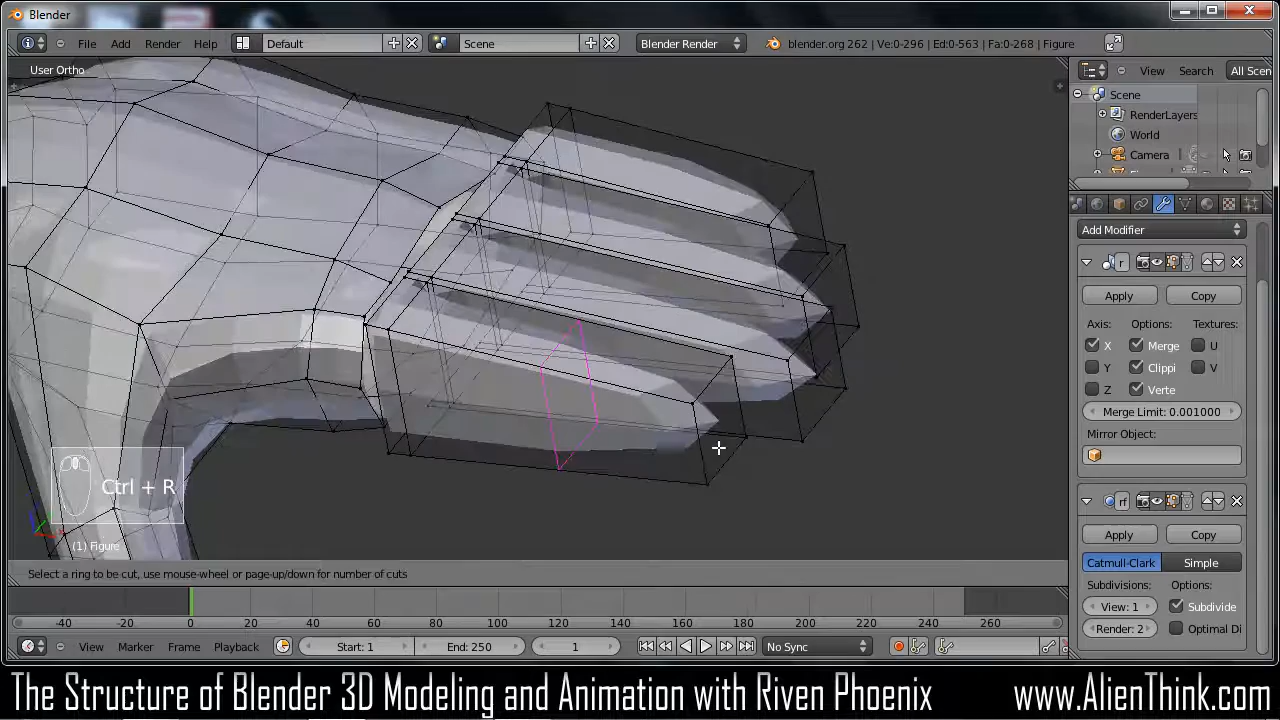 Blender
File Add Render Help Default Scene Blender Render blender.org 262 | Ve:0-296 | Ed:0-563 | Fa:0-268 | Figure
User Ortho
View Search All Scen
Scene
RenderLayers
World
Camera
Add Modifier
Apply Copy
Axis: Options: Textures:
X Merge U
Y Clippi V
Z Verte
Merge Limit: 0.001000
Mirror Object:
Apply Copy
Catmull-Clark Simple
Subdivisions: Options:
View: 1 Subdivide
Render: 2 Optimal Di
Ctrl + R
(1) Figure
Select a ring to be cut, use mouse-wheel or page-up/down for number of cuts
-40 -20 0 20 40 60 80 100 120 140 160 180 200 220 240 260
View Marker Frame Playback Start: 1 End: 250 1 No Sync
The Structure of Blender 3D Modeling and Animation with Riven Phoenix www.AlienThink.com